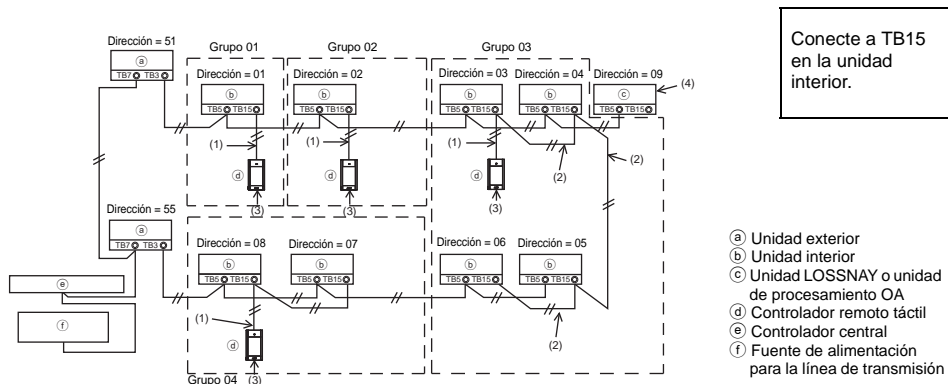 Grupo 01
Grupo 02
Grupo 03
Conecte a TB15
en la unidad
interior.
Dirección = 51
a
TB7 TB3
Dirección = 01
b
TB5 TB15
Dirección = 02
b
TB5 TB15
Dirección = 03
b
TB5 TB15
Dirección = 04
b
TB5 TB15
Dirección = 09
c
TB5 TB15
(4)
(1)
(1)
(1)
(2)
(2)
d
d
d
(3)
(3)
(3)
Dirección = 55
a
TB7 TB3
Dirección = 08
b
TB5 TB15
Dirección = 07
b
TB5 TB15
Dirección = 06
b
TB5 TB15
Dirección = 05
b
TB5 TB15
e
f
(1)
(2)
d
Grupo 04
(3)
a Unidad exterior
b Unidad interior
c Unidad LOSSNAY o unidad
de procesamiento OA
d Controlador remoto táctil
e Controlador central
f Fuente de alimentación
para la línea de transmisión